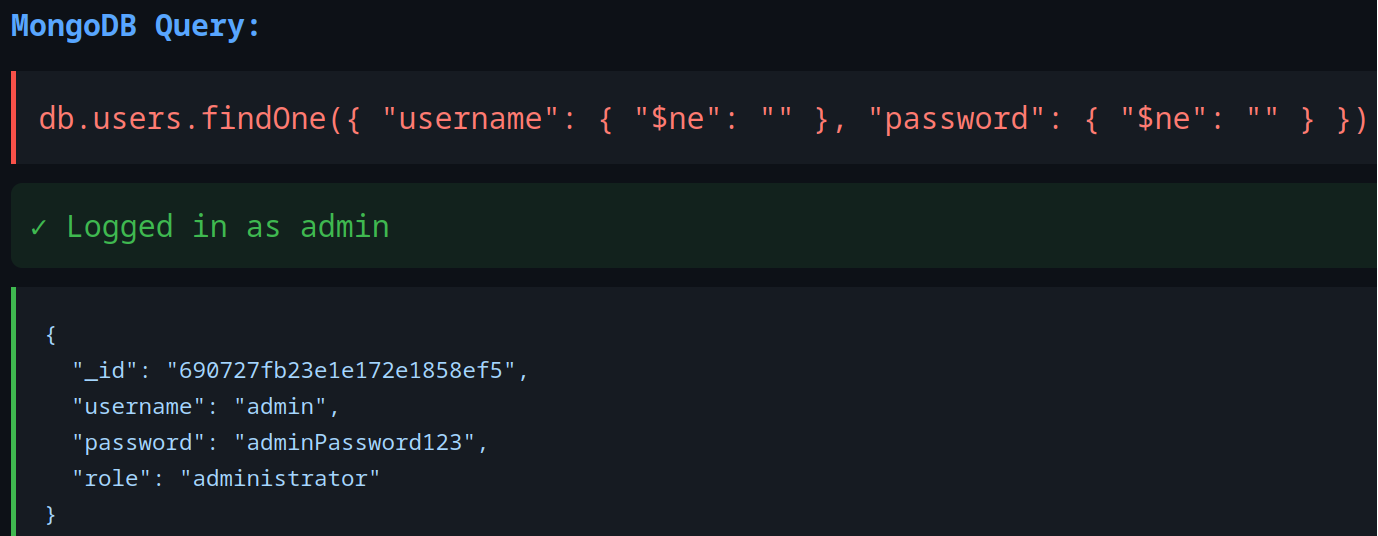 MongoDB Query:
db.users.findOne({ "username": { "$ne": "" }, "password": { "$ne": "" } })
✓ Logged in as admin
{
  "_id": "690727fb23e1e172e1858ef5",
  "username": "admin",
  "password": "adminPassword123",
  "role": "administrator"
}